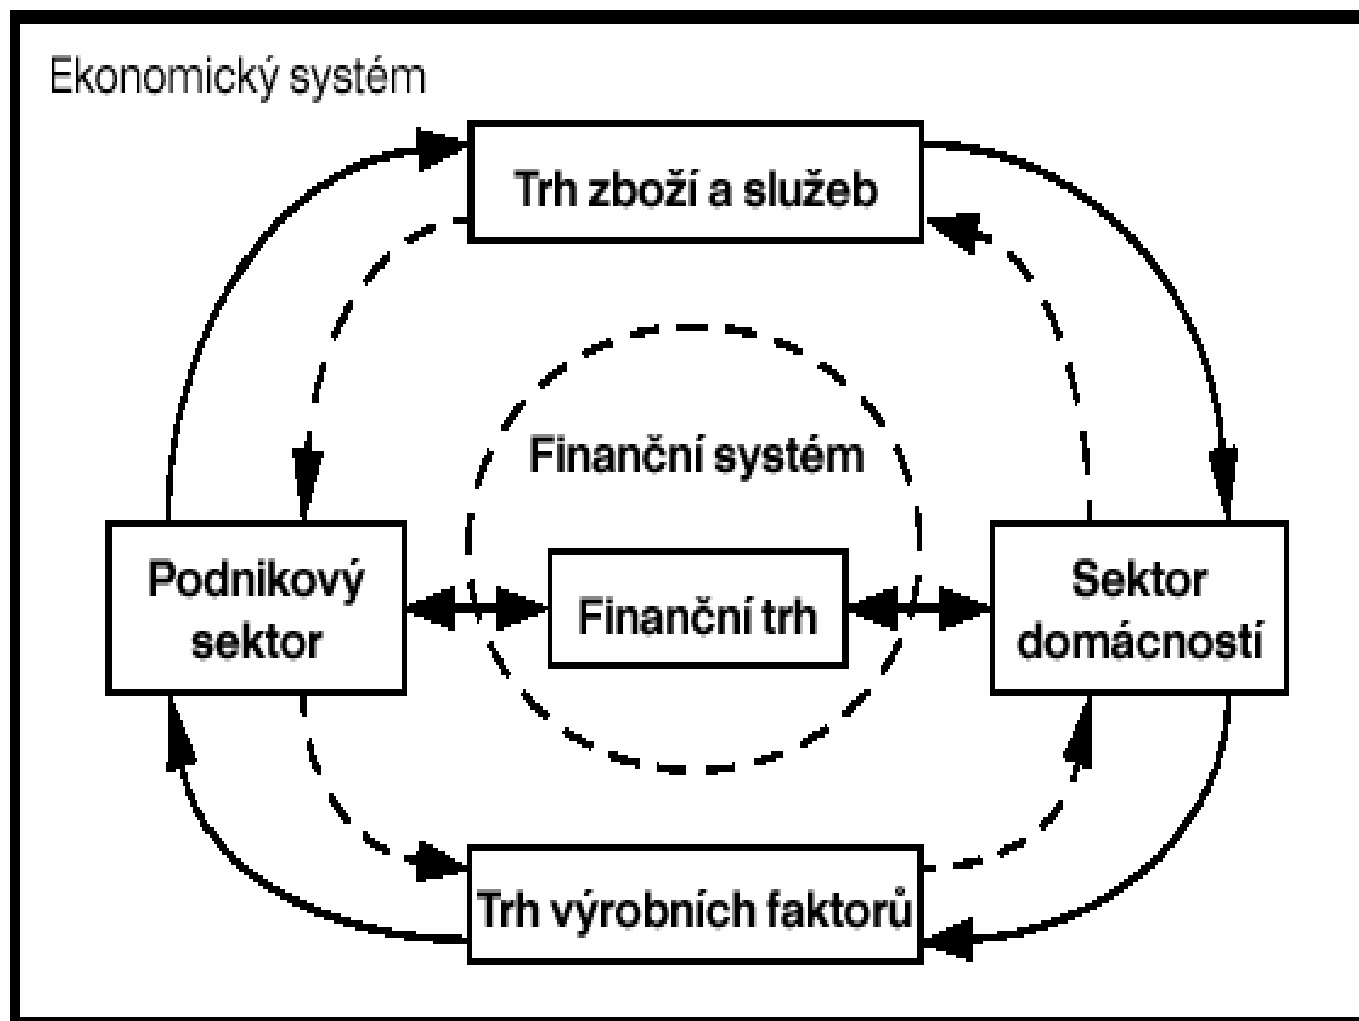 Ekonomický systém
Trh zboží a služeb
Finanční systém
Podnikový
sektor
Finanční trh
Sektor
domácností
Trh výrobních faktorů